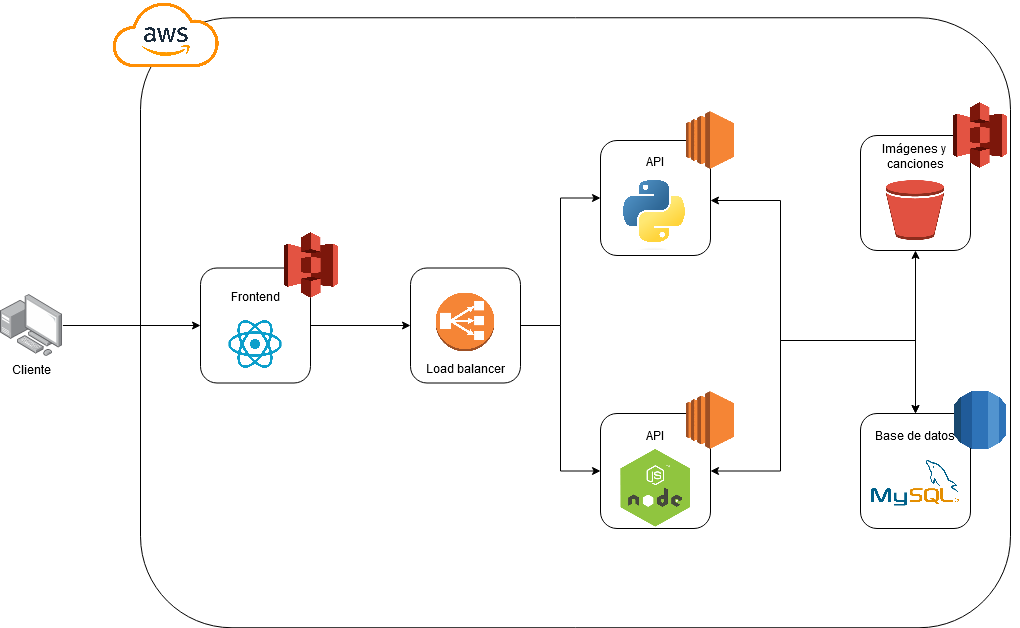 aws
API
Imágenes y
canciones
Frontend
Cliente
Load balancer
API
JS
node
Base de datos
MySQL